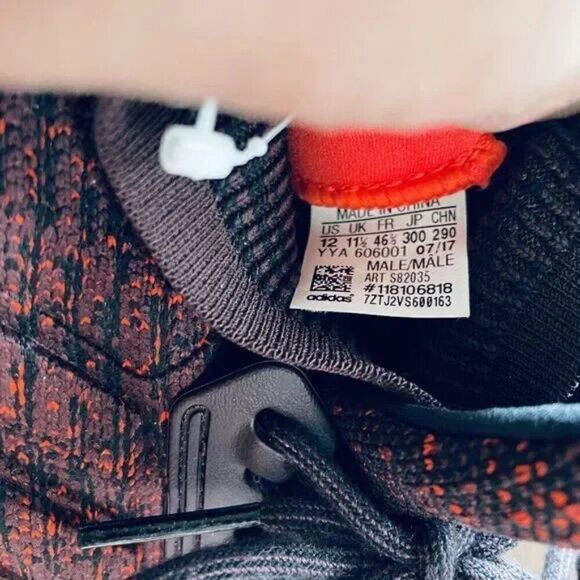 MADE IN CHINA
US UK FR JP CHN
12 11½ 46⅔ 300 290
YYA 606001 07/17
MALE/MÂLE
ART S82035
#118106818
adidas 7ZTJ2VS600163